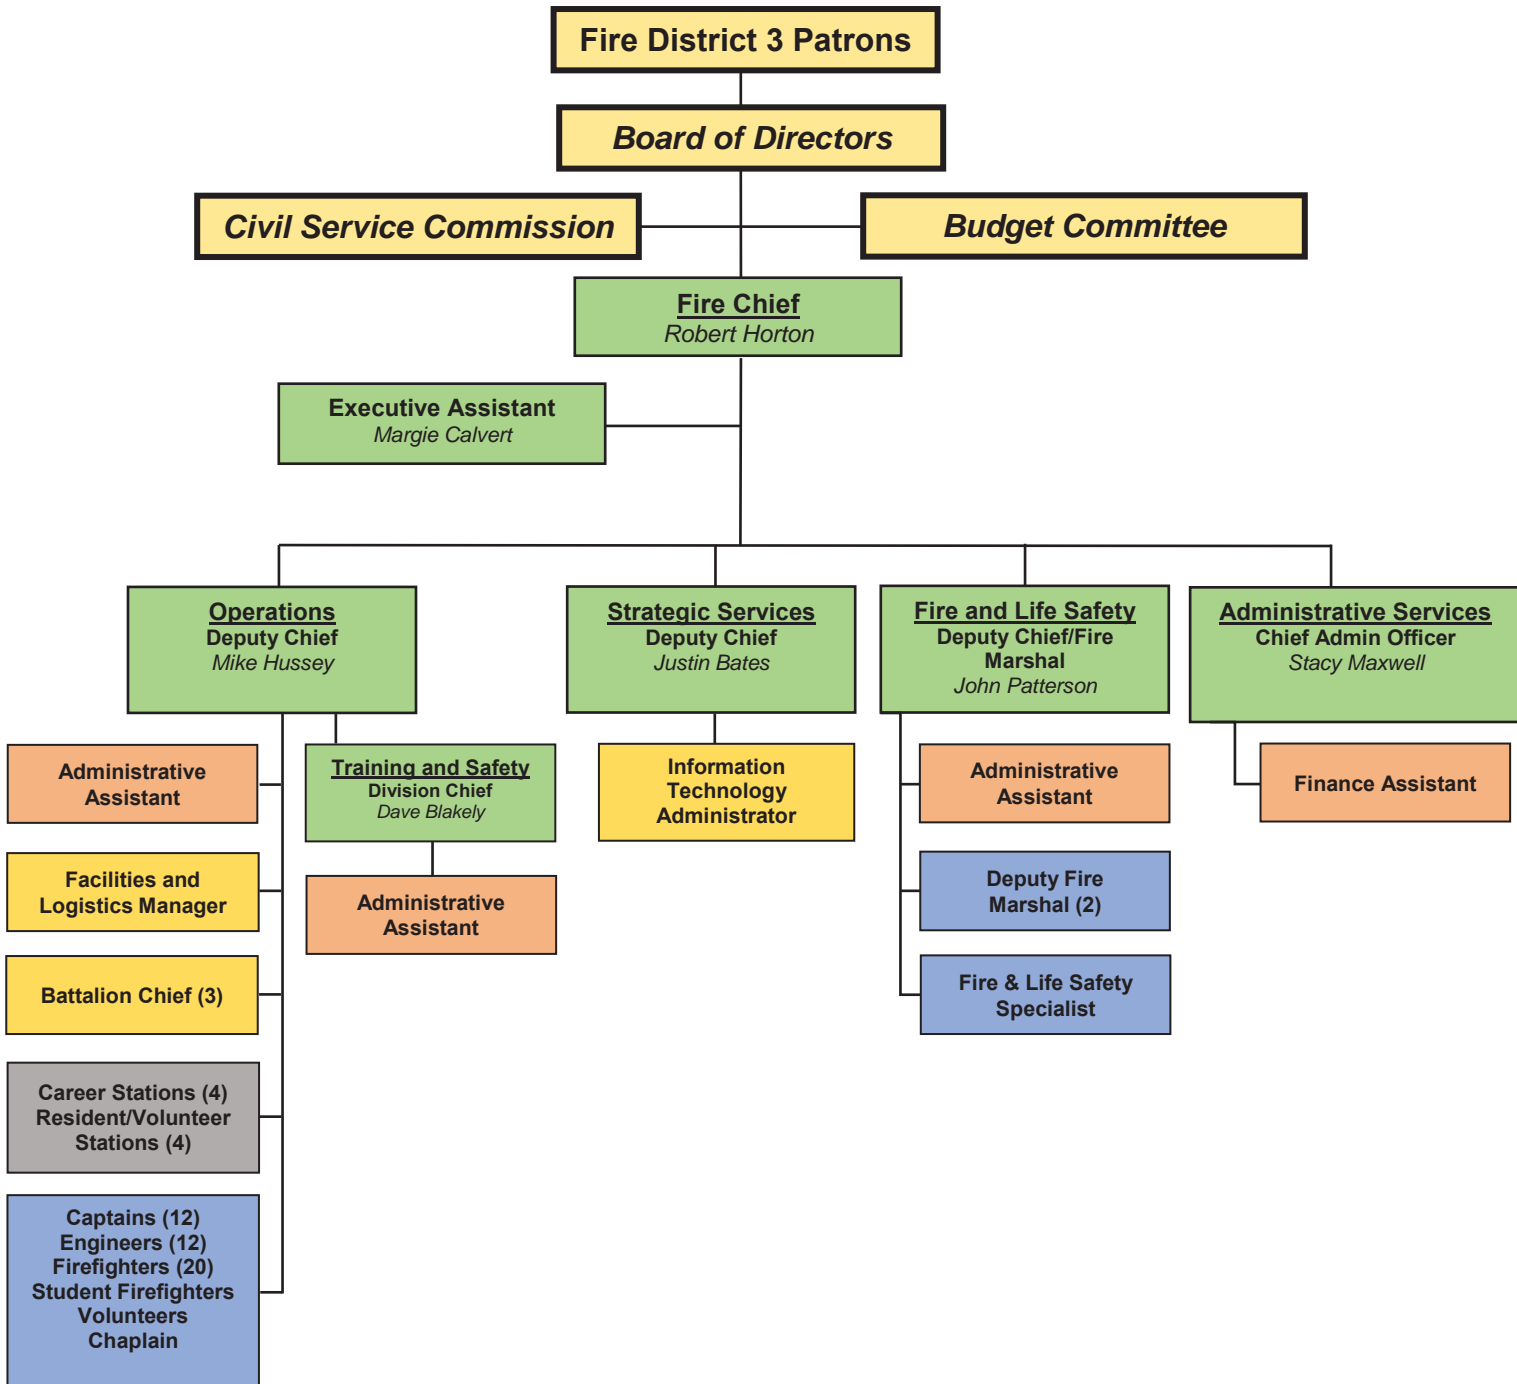 Fire District 3 Patrons
Board of Directors
Civil Service Commission
Budget Committee
Fire Chief
Robert Horton
Executive Assistant
Margie Calvert
Operations
Deputy Chief
Mike Hussey
Strategic Services
Deputy Chief
Justin Bates
Fire and Life Safety
Deputy Chief/Fire
Marshal
John Patterson
Administrative Services
Chief Admin Officer
Stacy Maxwell
Administrative
Assistant
Training and Safety
Division Chief
Dave Blakely
Information
Technology
Administrator
Administrative
Assistant
Finance Assistant
Facilities and
Logistics Manager
Administrative
Assistant
Deputy Fire
Marshal (2)
Battalion Chief (3)
Fire & Life Safety
Specialist
Career Stations (4)
Resident/Volunteer
Stations (4)
Captains (12)
Engineers (12)
Firefighters (20)
Student Firefighters
Volunteers
Chaplain